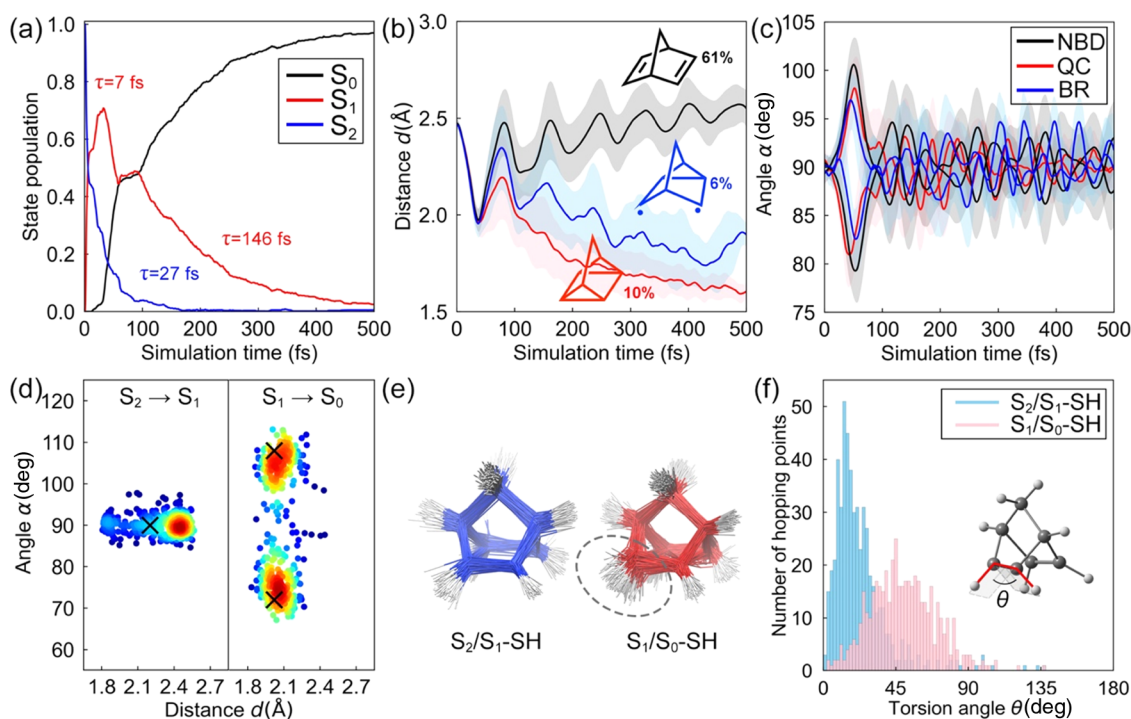 (a)
1.0
0.8
0.6
0.4
0.2
0.0
State population
τ=7 fs
τ=146 fs
τ=27 fs
S₀
S₁
S₂
0 100 200 300 400 500
Simulation time (fs)
(b)
3.0
2.5
2.0
1.5
Distance d(Å)
61%
6%
10%
0 100 200 300 400 500
Simulation time (fs)
(c)
105
100
95
90
85
80
75
Angle α(deg)
NBD
QC
BR
0 100 200 300 400 500
Simulation time (fs)
(d)
S₂ → S₁ S₁ → S₀
120
110
100
90
80
70
60
Angle α(deg)
1.8 2.1 2.4 2.7 1.8 2.1 2.4 2.7
Distance d(Å)
(e)
S₂/S₁-SH S₁/S₀-SH
(f)
50
40
30
20
10
0
Number of hopping points
S₂/S₁-SH
S₁/S₀-SH
θ
0 45 90 135 180
Torsion angle θ(deg)